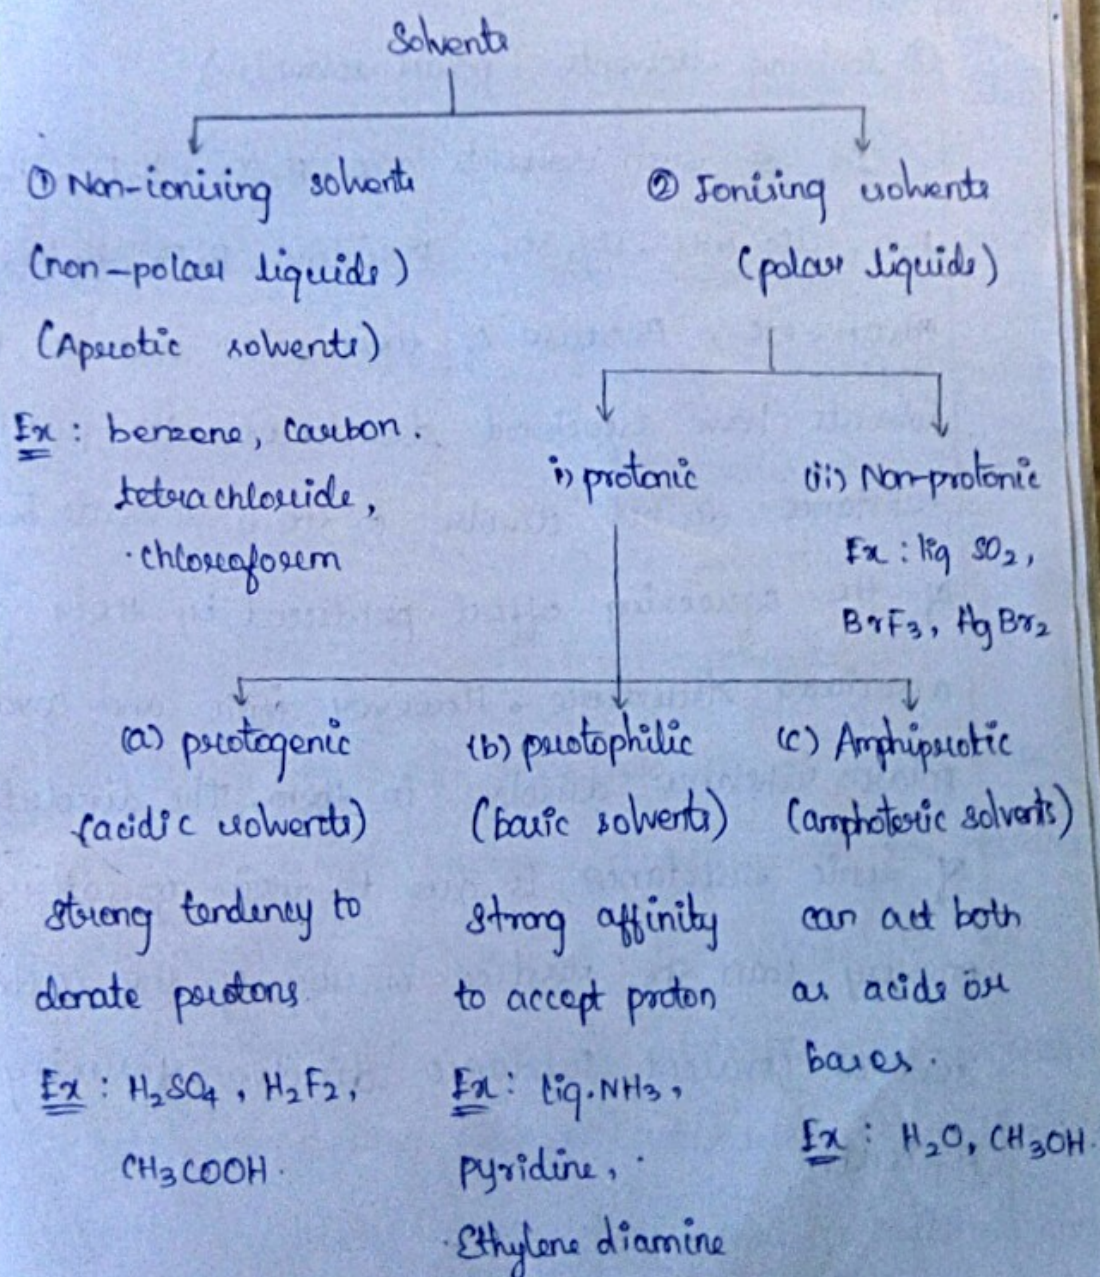 Solvents
① Non-ionising solvents
② Ionising solvents
(non-polar liquids)
(polar liquids)
(Aprotic solvents)
Ex : benzene, carbon.
tetrachloride,
chloroform
i) protonic
(ii) Non-protonic
Ex : liq SO₂,
BrF₃, HgBr₂
(a) protogenic
(acidic solvents)
strong tendency to
donate protons.
Ex : H₂SO₄, H₂F₂,
CH₃COOH.
(b) protophilic
(basic solvents)
strong affinity
to accept proton
Ex : liq. NH₃,
pyridine,
Ethylene diamine
(c) Amphiprotic
(amphoteric solvents)
can act both
as acids or
bases.
Ex : H₂O, CH₃OH.